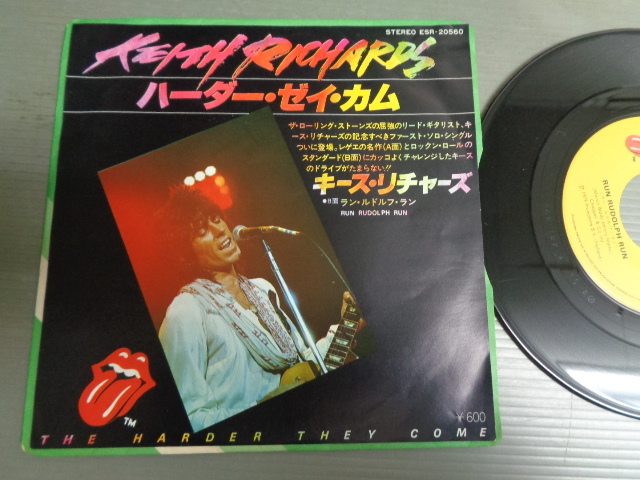 STEREO ESR-20560
KEITH RICHARDS
ハーダー・ゼイ・カム
ザ・ローリング・ストーンズの屈強のリード・ギタリスト、キ
ース・リチャーズの記念すべきファースト・ソロ・シングル
ついに登場。レゲエの名作(A面)とロックン・ロールの
スタンダード(B面)にカッコよくチャレンジしたキース
のドライブがたまらない!!
キース・リチャーズ
●B面 ラン・ルドルフ・ラン
RUN RUDOLPH RUN
TM
¥600
THE HARDER THEY COME
RUN RUDOLPH RUN